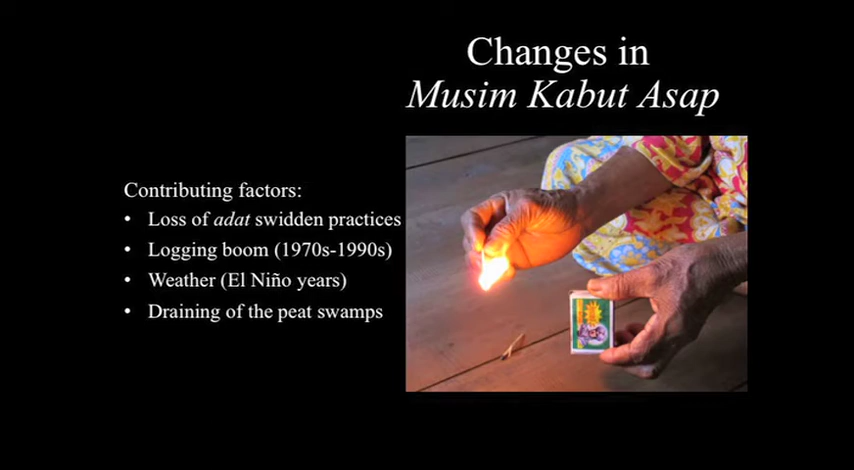 Changes in
Musim Kabut Asap
Contributing factors:
• Loss of adat swidden practices
• Logging boom (1970s-1990s)
• Weather (El Niño years)
• Draining of the peat swamps